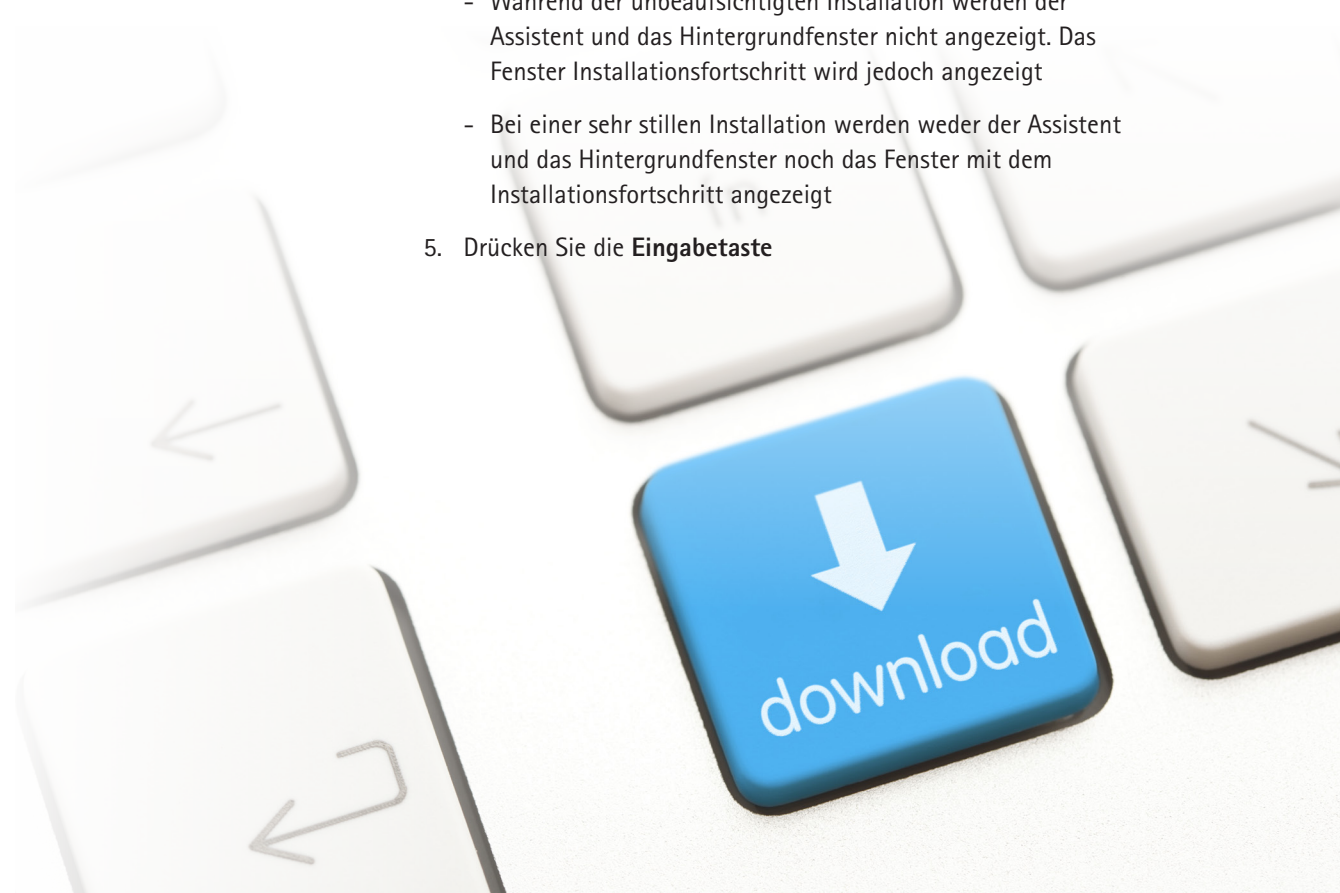 - Während der unbeaufsichtigten Installation werden der
Assistent und das Hintergrundfenster nicht angezeigt. Das
Fenster Installationsfortschritt wird jedoch angezeigt
- Bei einer sehr stillen Installation werden weder der Assistent
und das Hintergrundfenster noch das Fenster mit dem
Installationsfortschritt angezeigt
5. Drücken Sie die Eingabetaste
download